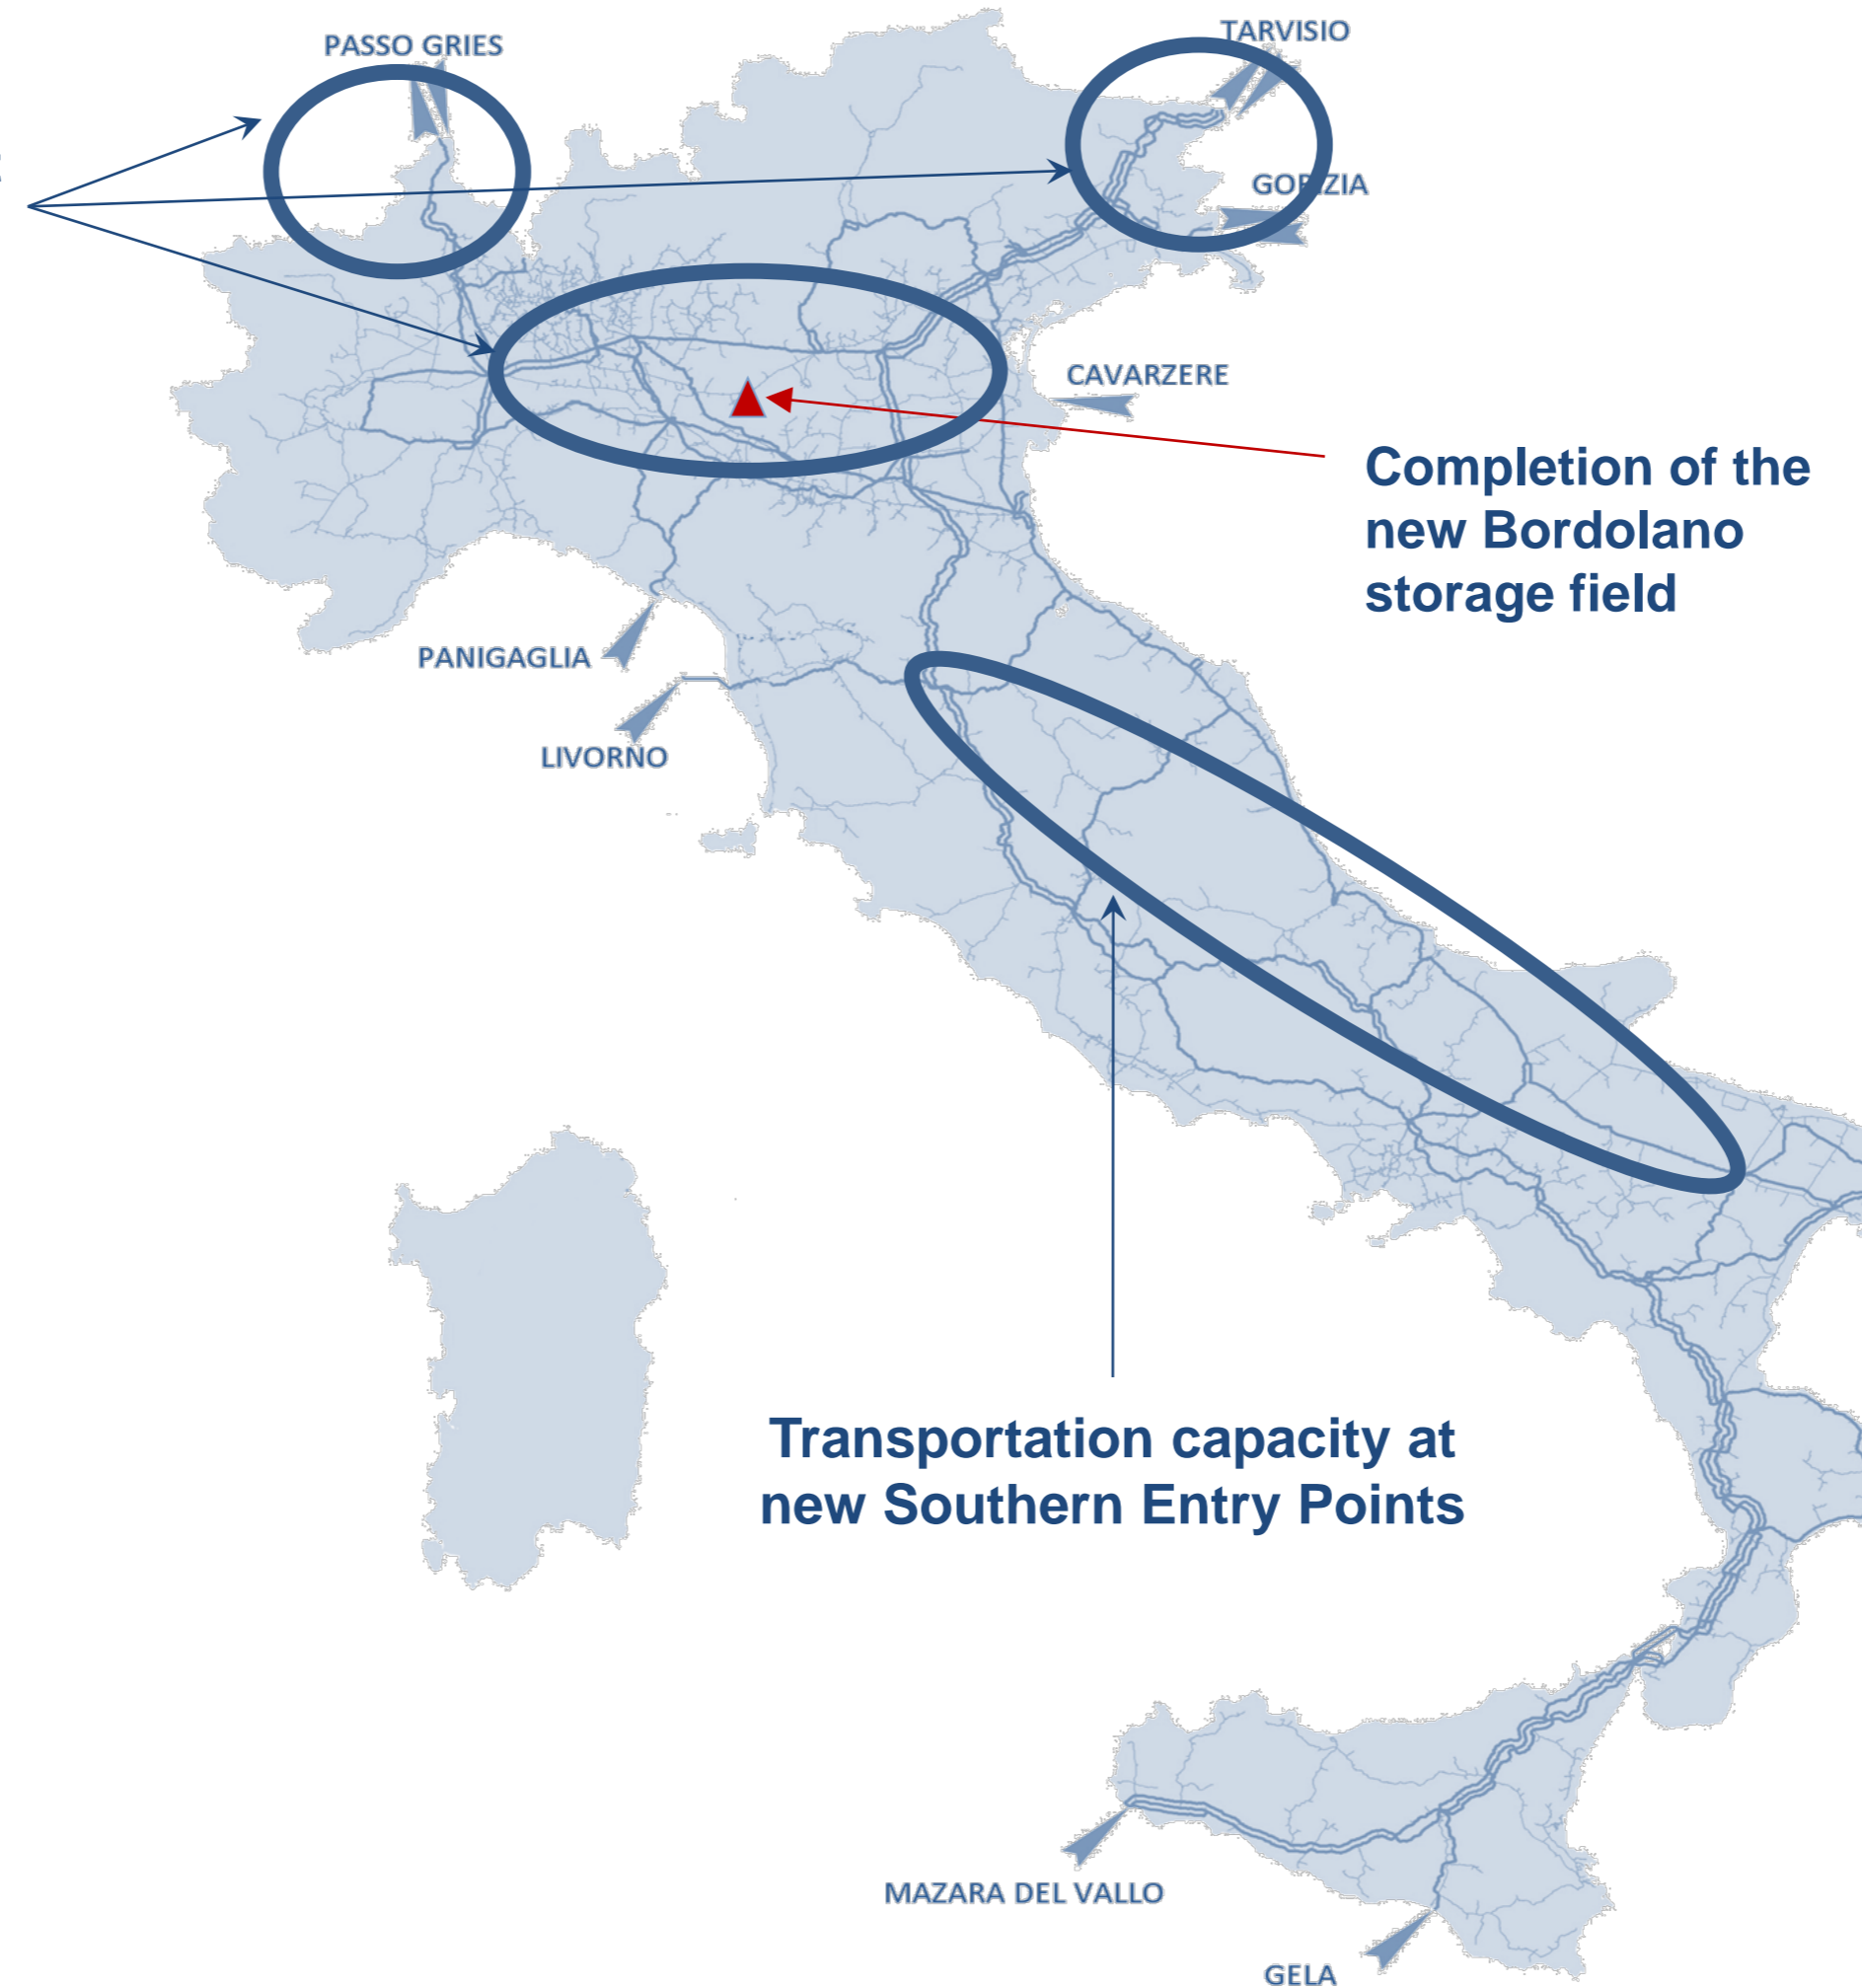 PASSO GRIES
TARVISIO
GORIZIA
CAVARZERE
Completion of the
new Bordolano
storage field
PANIGAGLIA
LIVORNO
Transportation capacity at
new Southern Entry Points
MAZARA DEL VALLO
GELA